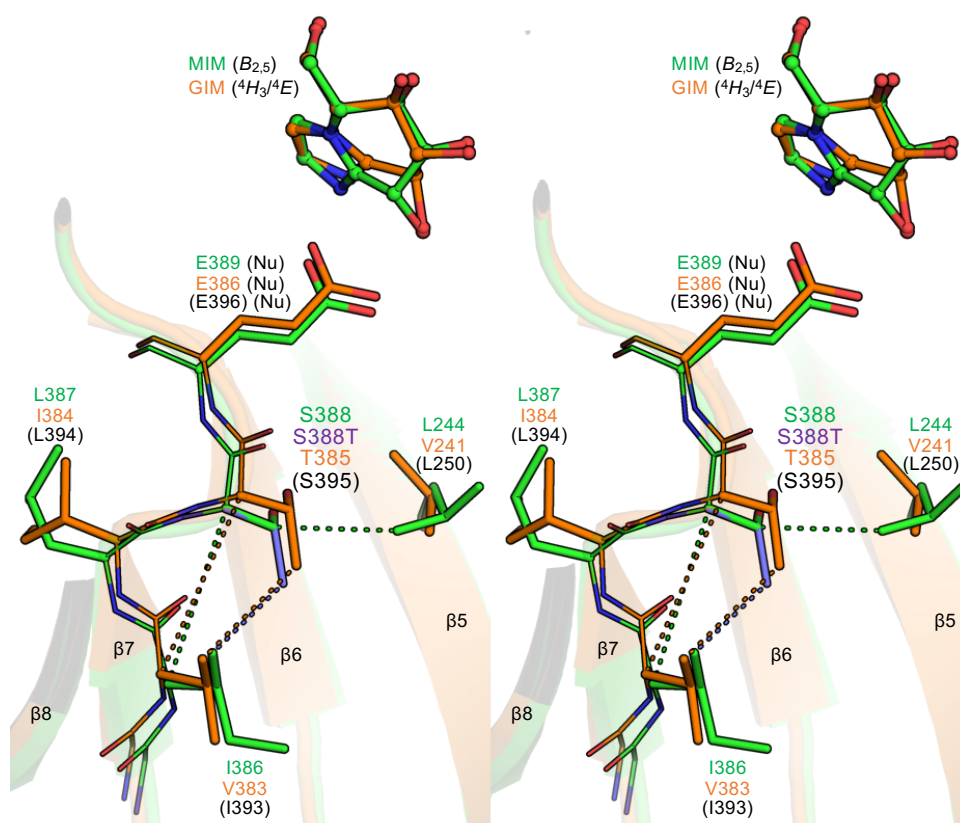 MIM (B2,5)
GIM (⁴H₃/⁴E)
E389 (Nu)
E386 (Nu)
(E396) (Nu)
L387
I384
(L394)
S388
S388T
T385
(S395)
L244
V241
(L250)
β5
β7
β6
β8
I386
V383
(I393)
MIM (B2,5)
GIM (⁴H₃/⁴E)
E389 (Nu)
E386 (Nu)
(E396) (Nu)
L387
I384
(L394)
S388
S388T
T385
(S395)
L244
V241
(L250)
β5
β7
β6
β8
I386
V383
(I393)